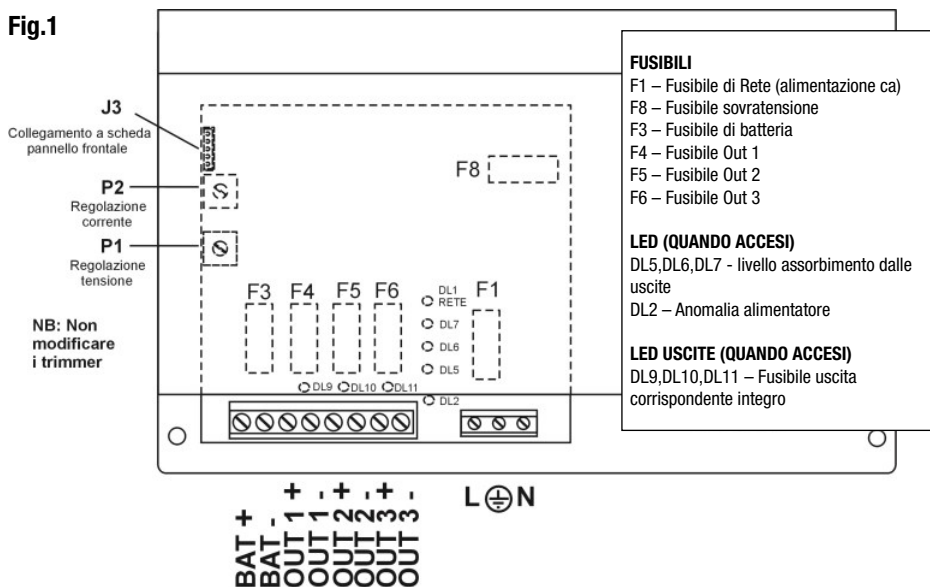 Fig.1
J3
Collegamento a scheda
pannello frontale
P2
Regolazione
corrente
P1
Regolazione
tensione
NB: Non
modificare
i trimmer
F8
F3
F4
F5
F6
F1
DL1
RETE
DL7
DL6
DL5
DL9
DL10
DL11
DL2
BAT +
BAT -
OUT 1 +
OUT 1 -
OUT 2 +
OUT 2 -
OUT 3 +
OUT 3 -
L N
FUSIBILI
F1 – Fusibile di Rete (alimentazione ca)
F8 – Fusibile sovratensione
F3 – Fusibile di batteria
F4 – Fusibile Out 1
F5 – Fusibile Out 2
F6 – Fusibile Out 3
LED (QUANDO ACCESI)
DL5,DL6,DL7 - livello assorbimento dalle
uscite
DL2 – Anomalia alimentatore
LED USCITE (QUANDO ACCESI)
DL9,DL10,DL11 – Fusibile uscita
corrispondente integro